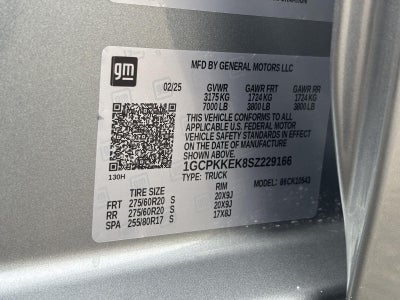 gm
MFD BY GENERAL MOTORS LLC
02/25 GVWR GAWR FRT GAWR RR
3175 KG 1724 KG 1724 KG
7000 LB 3800 LB 3800 LB
THIS VEHICLE CONFORMS TO ALL
APPLICABLE U.S. FEDERAL MOTOR
VEHICLE SAFETY STANDARDS IN EFFECT
ON THE DATE OF MANUFACTURE
SHOWN ABOVE.
1GCPKKEK8SZ229166
130H TYPE: TRUCK MODEL: 86CK10543
TIRE SIZE RIM
FRT 275/60R20 S 20X9J
RR 275/60R20 S 20X9J
SPA 255/80R17 S 17X8J